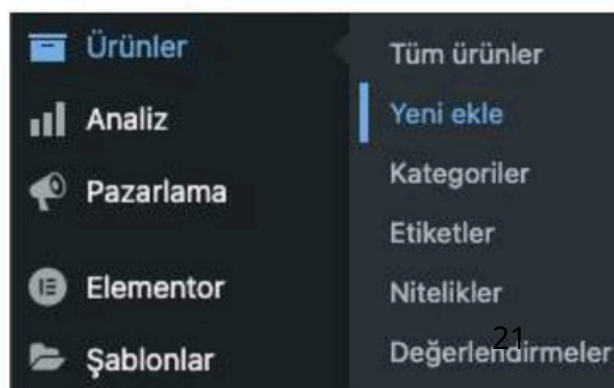 Ürünler
Analiz
Pazarlama
Elementor
Şablonlar
Tüm ürünler
Yeni ekle
Kategoriler
Etiketler
Nitelikler
21
Değerlendirmeler